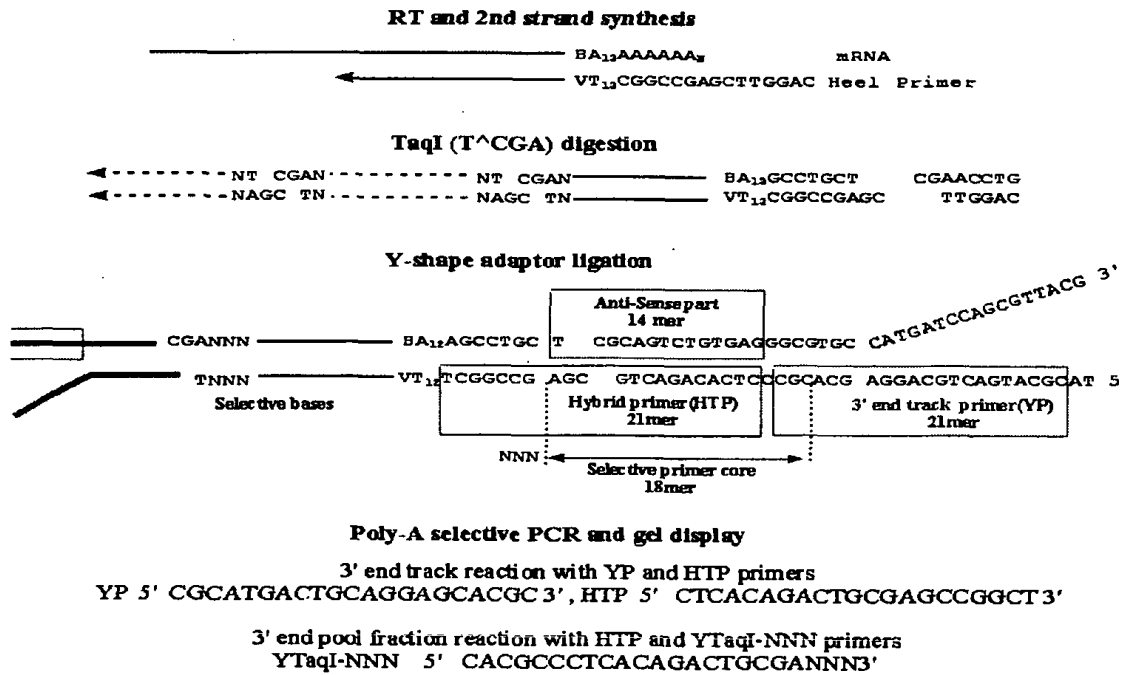 RT and 2nd strand synthesis
BA₁₃AAAAAAₙ mRNA
VT₁₃CGGCCGAGCTTGGAC Heel Primer
TaqI (T^CGA) digestion
NT CGAN NT CGAN BA₁₃GCCTGCT CGAACCTG
NAGC TN NAGC TN VT₁₂CGGCCGAGC TTGGAC
Y-shape adaptor ligation
Anti-Sense part
14 mer
CATGATCCAGCGTTACG 3'
CGANNN BA₁₂AGCCTGC T CGCAGTCTGTGAGGGCGTGC
TNNN VT₁₂TCGGCCG AGC GTCAGACACTCCCGCACG AGGACGTCAGTACGCAT 5
Selective bases
Hybrid primer(HTP)
21mer
3' end track primer(YP)
21mer
NNN
Selective primer core
18mer
Poly-A selective PCR and gel display
3' end track reaction with YP and HTP primers
YP 5' CGCATGACTGCAGGAGCACGC 3', HTP 5' CTCACAGACTGCGAGCCGGCT 3'
3' end pool fraction reaction with HTP and YTaqI-NNN primers
YTaqI-NNN 5' CACGCCCTCACAGACTGCGANNN3'